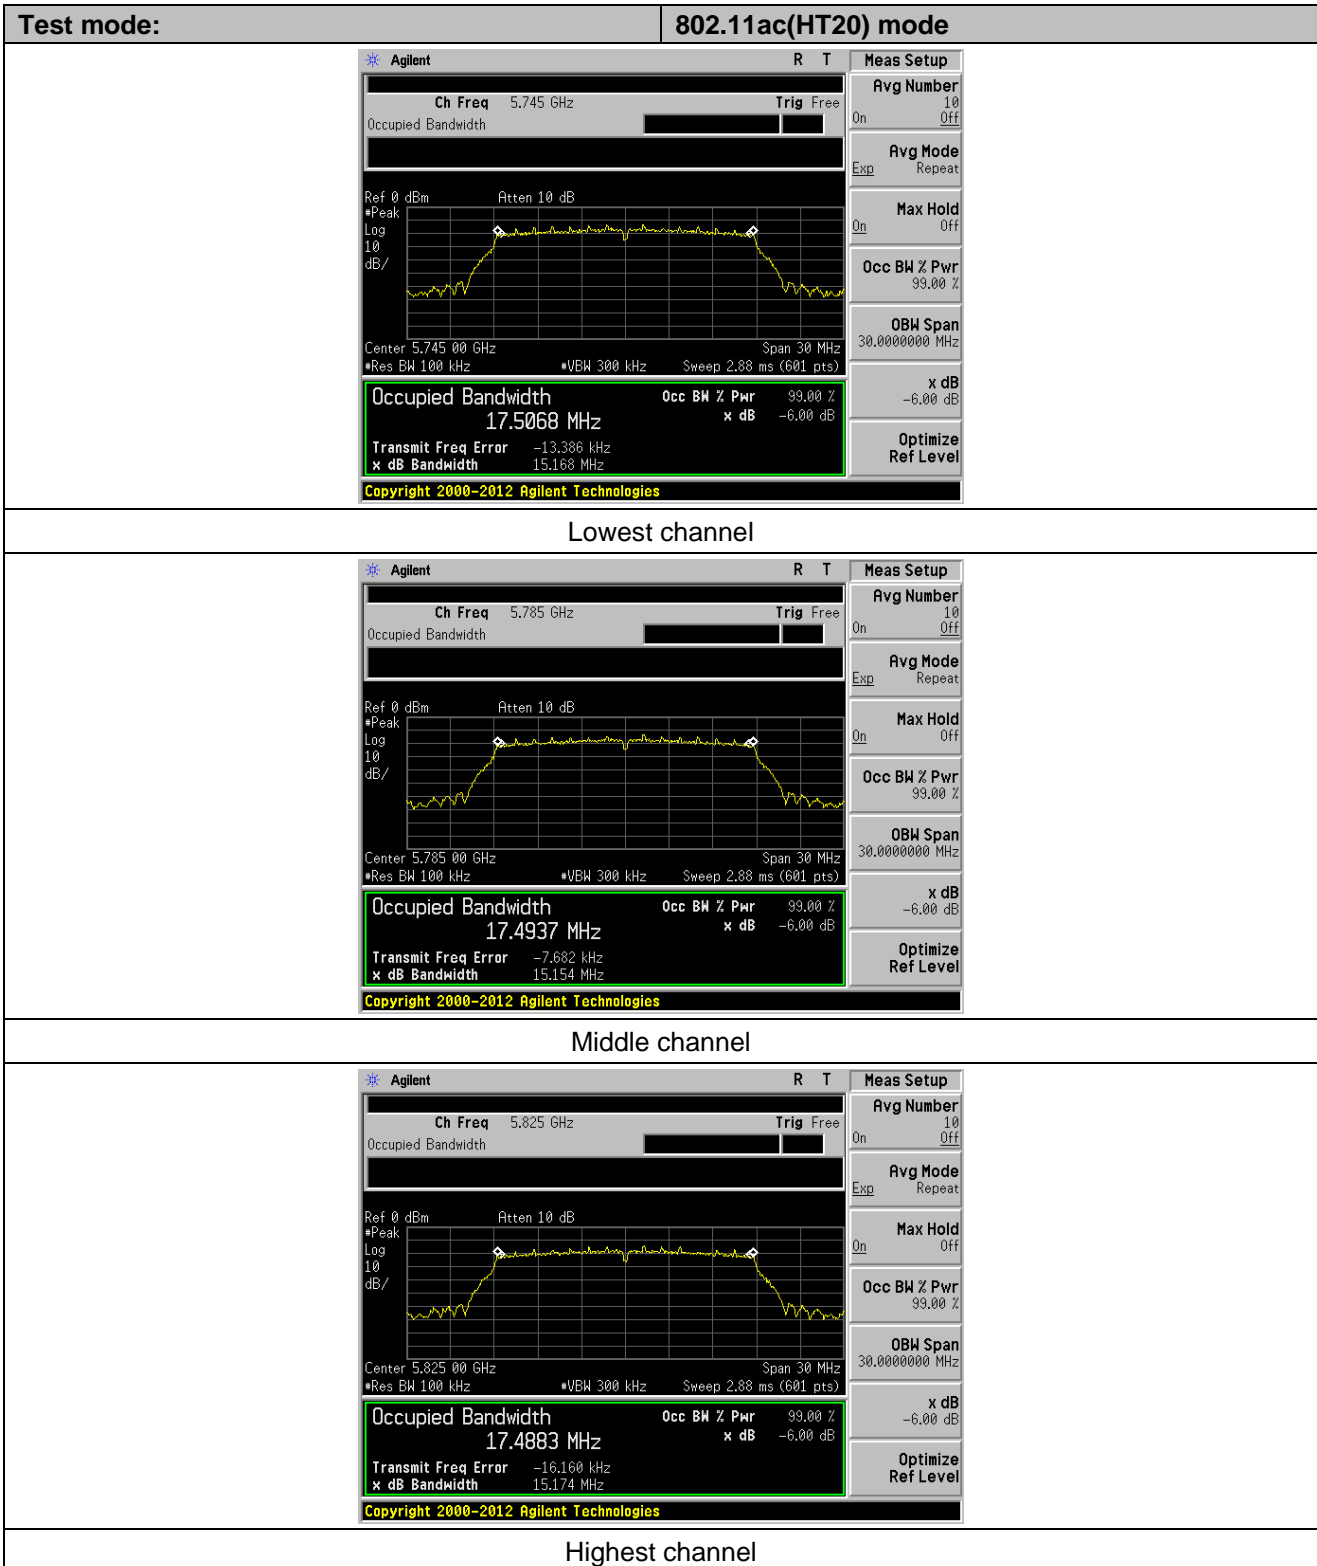 Test mode: 802.11ac(HT20) mode
Agilent R T Meas Setup
Ch Freq 5.745 GHz Trig Free
Occupied Bandwidth
Avg Number
10
On Off
Avg Mode
Exp Repeat
Max Hold
On Off
Occ BW % Pwr
99.00 %
OBW Span
30.0000000 MHz
x dB
-6.00 dB
Optimize
Ref Level
Ref 0 dBm Atten 10 dB
#Peak
Log
10
dB/
Center 5.745 00 GHz Span 30 MHz
#Res BW 100 kHz #VBW 300 kHz Sweep 2.88 ms (601 pts)
Occupied Bandwidth Occ BW % Pwr 99.00 %
17.5068 MHz x dB -6.00 dB
Transmit Freq Error -13.386 kHz
x dB Bandwidth 15.168 MHz
Copyright 2000-2012 Agilent Technologies
Lowest channel
Agilent R T Meas Setup
Ch Freq 5.785 GHz Trig Free
Occupied Bandwidth
Avg Number
10
On Off
Avg Mode
Exp Repeat
Max Hold
On Off
Occ BW % Pwr
99.00 %
OBW Span
30.0000000 MHz
x dB
-6.00 dB
Optimize
Ref Level
Ref 0 dBm Atten 10 dB
#Peak
Log
10
dB/
Center 5.785 00 GHz Span 30 MHz
#Res BW 100 kHz #VBW 300 kHz Sweep 2.88 ms (601 pts)
Occupied Bandwidth Occ BW % Pwr 99.00 %
17.4937 MHz x dB -6.00 dB
Transmit Freq Error -7.682 kHz
x dB Bandwidth 15.154 MHz
Copyright 2000-2012 Agilent Technologies
Middle channel
Agilent R T Meas Setup
Ch Freq 5.825 GHz Trig Free
Occupied Bandwidth
Avg Number
10
On Off
Avg Mode
Exp Repeat
Max Hold
On Off
Occ BW % Pwr
99.00 %
OBW Span
30.0000000 MHz
x dB
-6.00 dB
Optimize
Ref Level
Ref 0 dBm Atten 10 dB
#Peak
Log
10
dB/
Center 5.825 00 GHz Span 30 MHz
#Res BW 100 kHz #VBW 300 kHz Sweep 2.88 ms (601 pts)
Occupied Bandwidth Occ BW % Pwr 99.00 %
17.4883 MHz x dB -6.00 dB
Transmit Freq Error -16.160 kHz
x dB Bandwidth 15.174 MHz
Copyright 2000-2012 Agilent Technologies
Highest channel